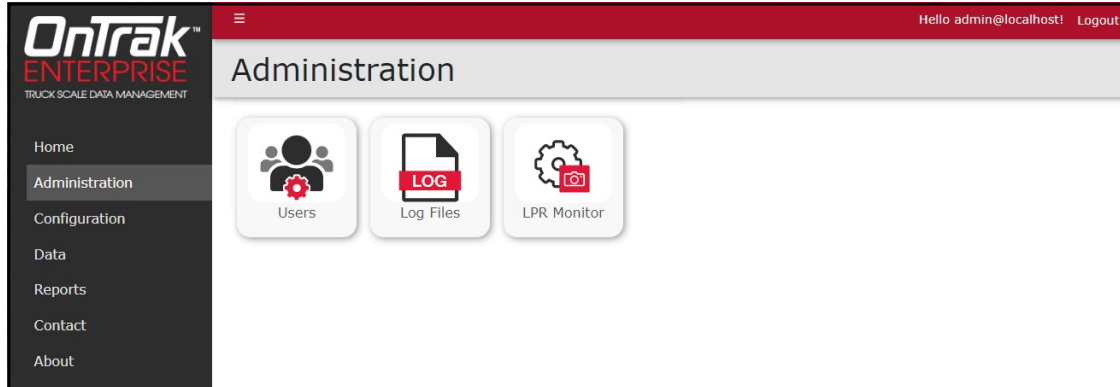 OnTrak™
ENTERPRISE
TRUCK SCALE DATA MANAGEMENT
☰
Hello admin@localhost! Logout
Administration
Home
Administration
Configuration
Data
Reports
Contact
About
LOG
Users
Log Files
LPR Monitor